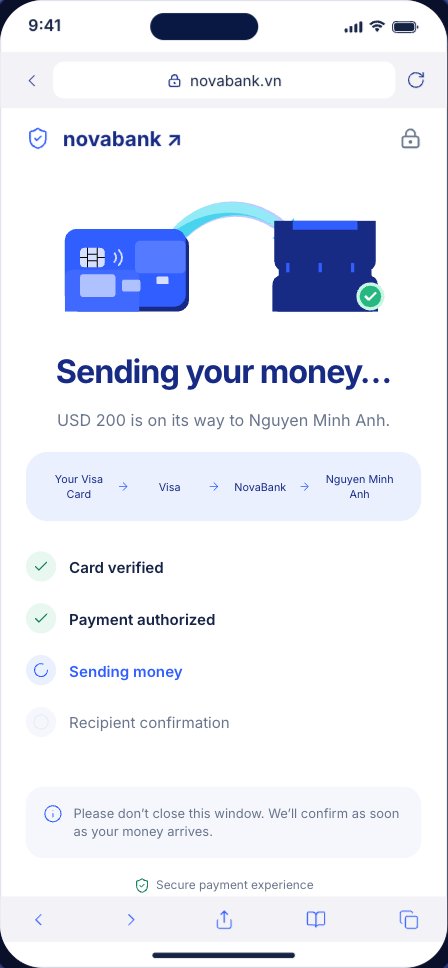 9:41
novabank.vn
novabank
Sending your money...
USD 200 is on its way to Nguyen Minh Anh.
Your Visa
Card
Visa
NovaBank
Nguyen Minh
Anh
Card verified
Payment authorized
Sending money
Recipient confirmation
Please don’t close this window. We’ll confirm as soon
as your money arrives.
Secure payment experience